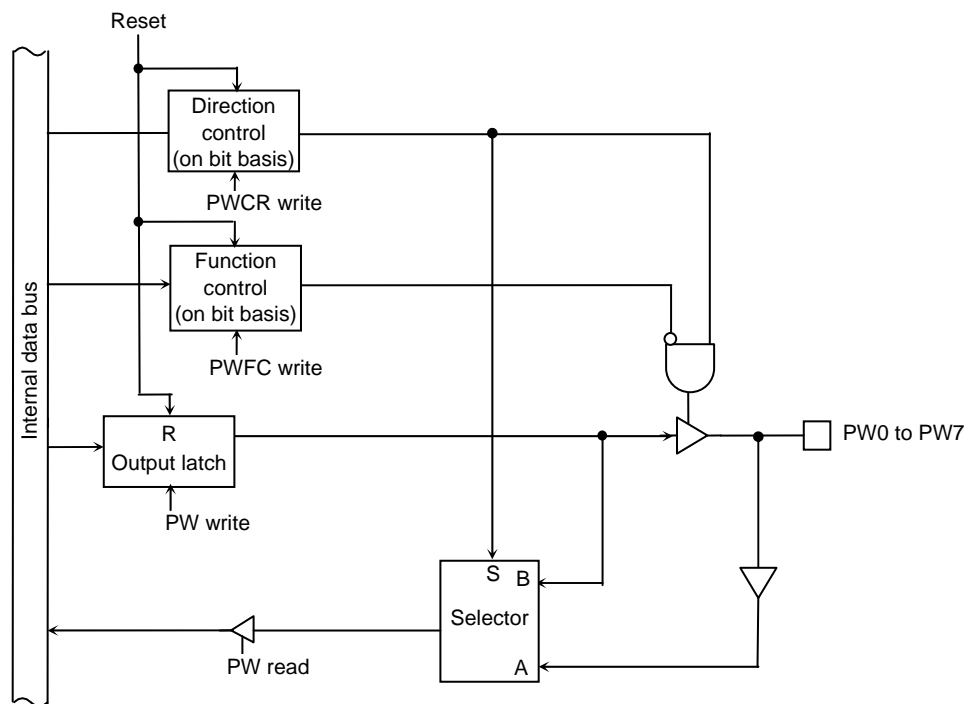 Reset
Direction
control
(on bit basis)
PWCR write
Function
control
(on bit basis)
PWFC write
Internal data bus
R
Output latch
PW write
PW0 to PW7
S
B
Selector
A
PW read